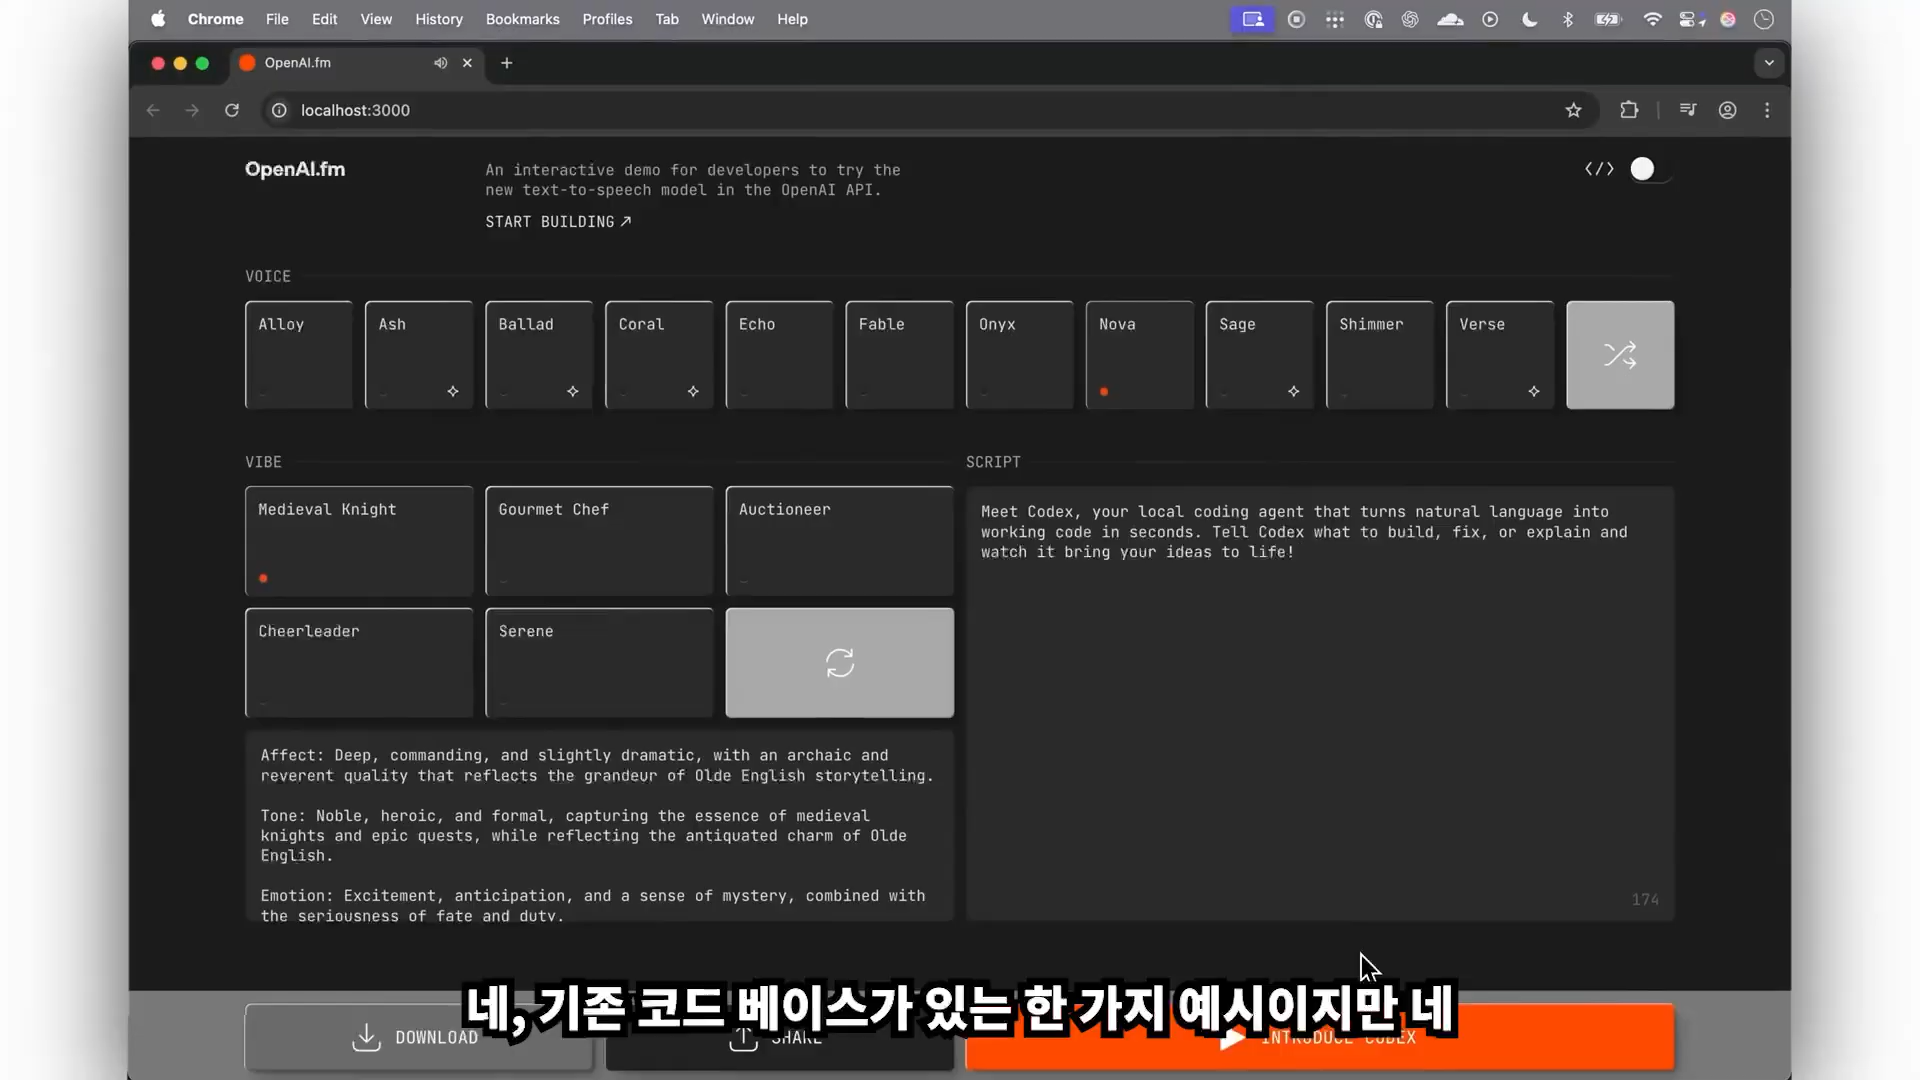 Chrome File Edit View History Bookmarks Profiles Tab Window Help
OpenAI.fm
localhost:3000
OpenAI.fm
An interactive demo for developers to try the
new text-to-speech model in the OpenAI API.
START BUILDING ↗
</>
VOICE
Alloy Ash Ballad Coral Echo Fable Onyx Nova Sage Shimmer Verse
VIBE
Medieval Knight Gourmet Chef Auctioneer
Cheerleader Serene
Affect: Deep, commanding, and slightly dramatic, with an archaic and
reverent quality that reflects the grandeur of Olde English storytelling.
Tone: Noble, heroic, and formal, capturing the essence of medieval
knights and epic quests, while reflecting the antiquated charm of Olde
English.
Emotion: Excitement, anticipation, and a sense of mystery, combined with
the seriousness of fate and duty.
SCRIPT
Meet Codex, your local coding agent that turns natural language into
working code in seconds. Tell Codex what to build, fix, or explain and
watch it bring your ideas to life!
174
네, 기존 코드 베이스가 있는 한 가지 예시이지만 네
DOWNLOAD SHARE INTRODUCE CODEX